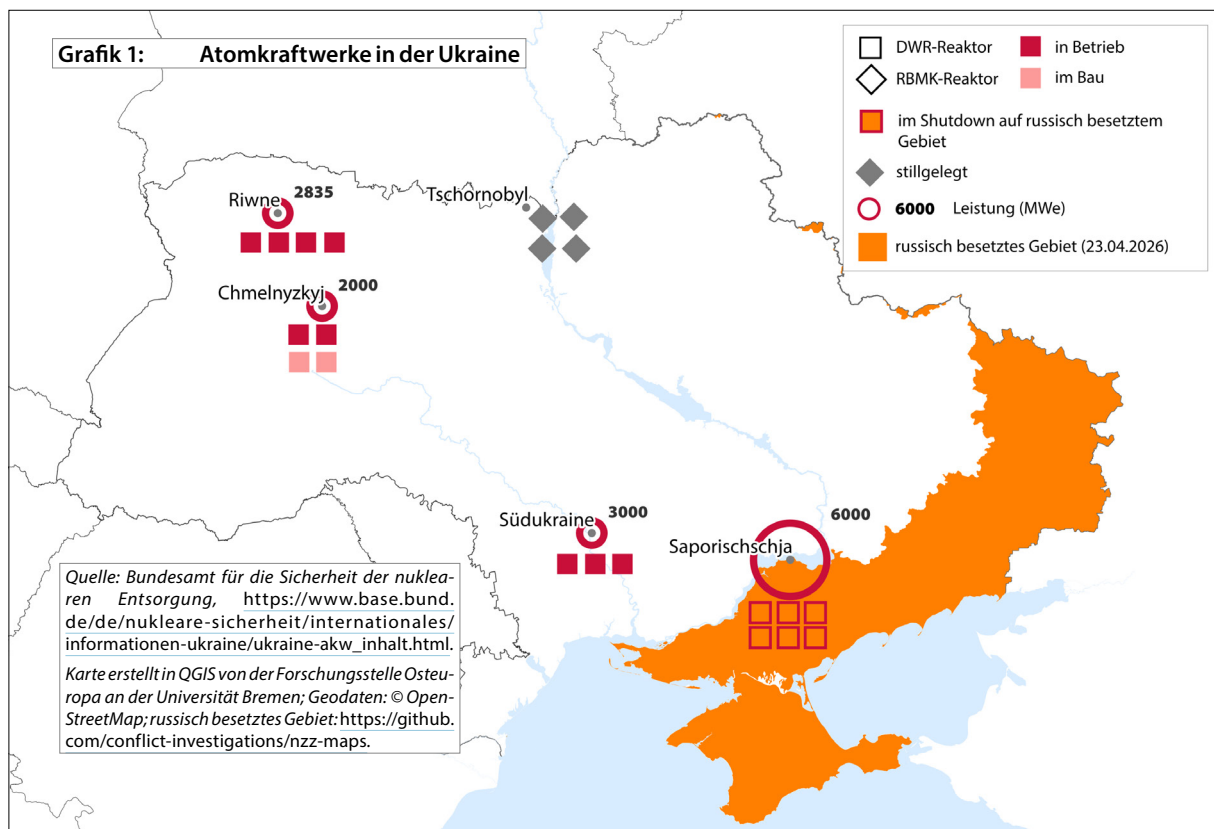 Grafik 1: Atomkraftwerke in der Ukraine
DWR-Reaktor
in Betrieb
RBMK-Reaktor
im Bau
im Shutdown auf russisch besetztem
Gebiet
stillgelegt
6000 Leistung (MWe)
russisch besetztes Gebiet (23.04.2026)
2835
Riwne
Tschornobyl
2000
Chmelnyzkyj
3000
Südukraine
6000
Saporischschja
Quelle: Bundesamt für die Sicherheit der nuklea-
ren Entsorgung, https://www.base.bund.
de/de/nukleare-sicherheit/internationales/
informationen-ukraine/ukraine-akw_inhalt.html.
Karte erstellt in QGIS von der Forschungsstelle Osteu-
ropa an der Universität Bremen; Geodaten: © Open-
StreetMap; russisch besetztes Gebiet: https://github.
com/conflict-investigations/nzz-maps.